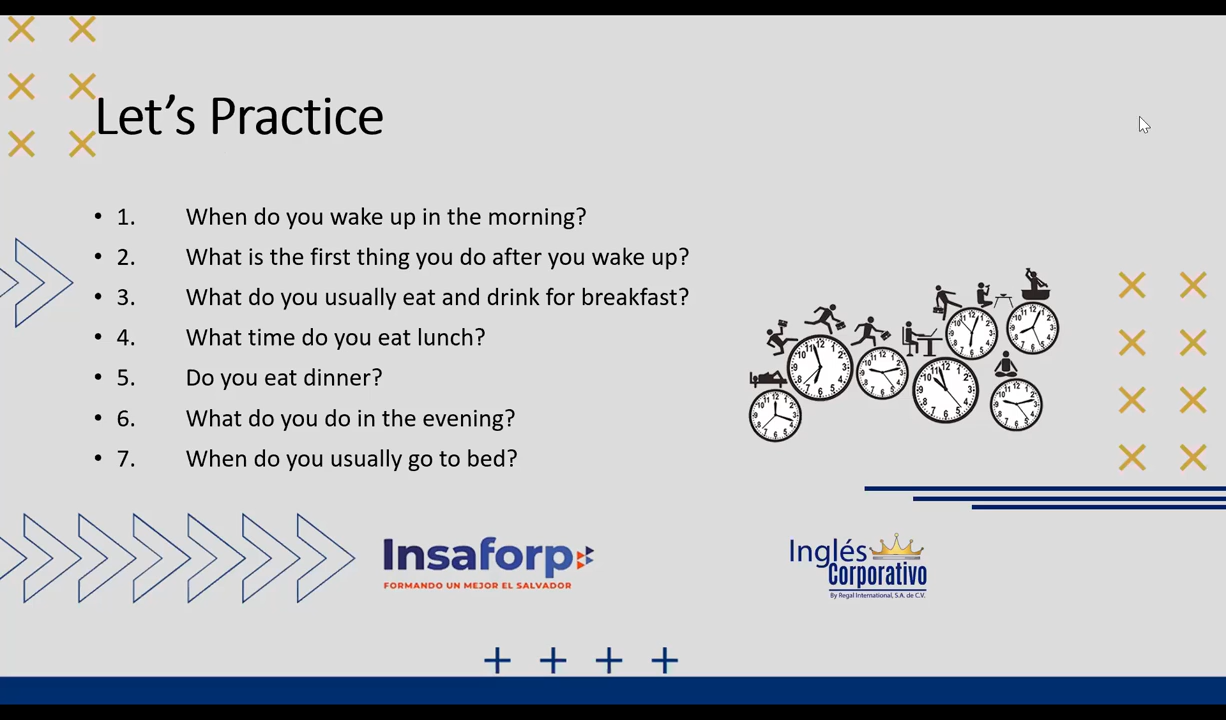 Let's Practice
• 1. When do you wake up in the morning?
• 2. What is the first thing you do after you wake up?
• 3. What do you usually eat and drink for breakfast?
• 4. What time do you eat lunch?
• 5. Do you eat dinner?
• 6. What do you do in the evening?
• 7. When do you usually go to bed?
Insaforp
FORMANDO UN MEJOR EL SALVADOR
Inglés
Corporativo
By Regal International, S.A. de C.V.